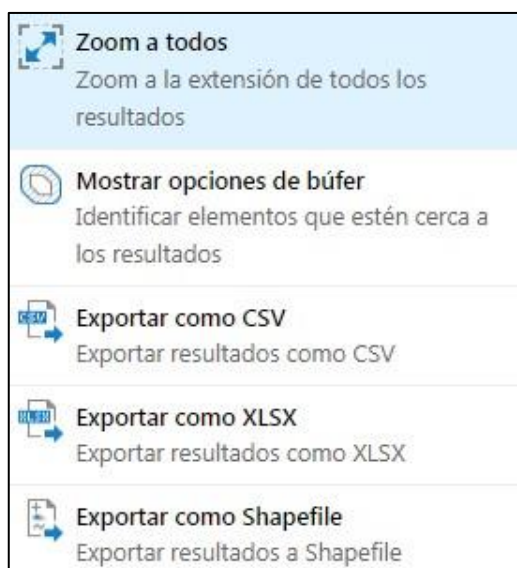 Zoom a todos
Zoom a la extensión de todos los
resultados
Mostrar opciones de búfer
Identificar elementos que estén cerca a
los resultados
CSV
Exportar como CSV
Exportar resultados como CSV
XLSX
Exportar como XLSX
Exportar resultados como XLSX
Exportar como Shapefile
Exportar resultados a Shapefile